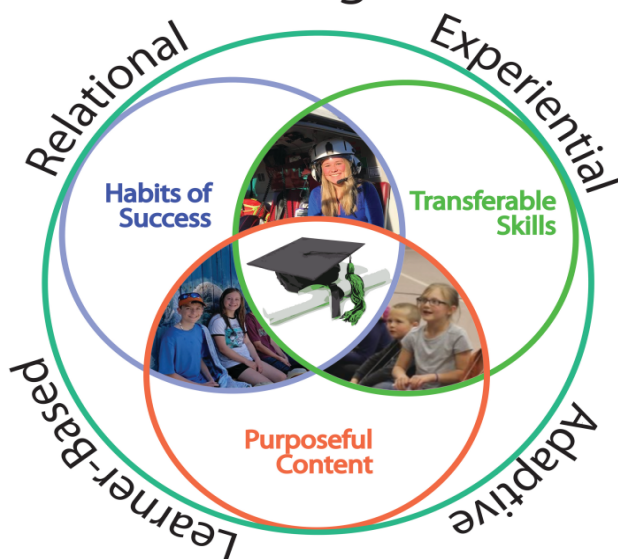 Relational
Experiential
Habits of
Success
Transferable
Skills
Purposeful
Content
Learner-Based
Adaptive